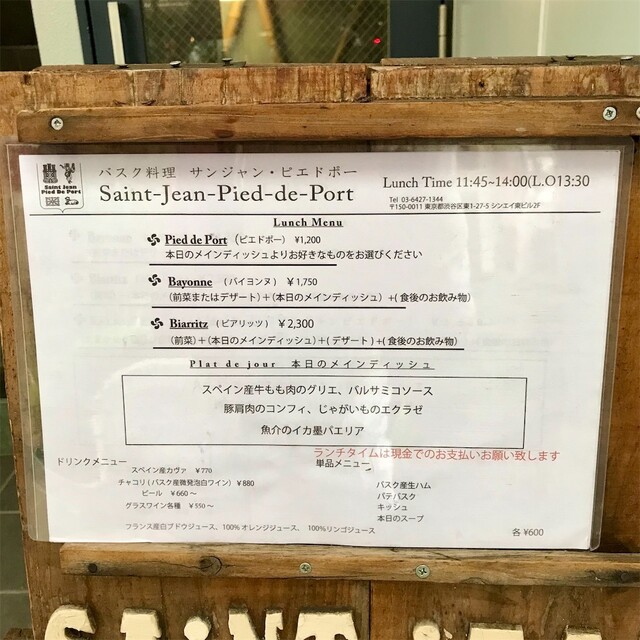 Saint Jean
Pied De Port
バスク料理 サンジャン・ピエドポー
Saint-Jean-Pied-de-Port
Lunch Time 11:45~14:00(L.O13:30
Tel 03-6427-1344
〒150-0011 東京都渋谷区東1-27-5 シンエイ東ビル2F
Lunch Menu
Pied de Port (ピエドポー) ¥1,200
本日のメインディッシュよりお好きなものをお選びください
Bayonne (バイヨンヌ) ¥1,750
(前菜またはデザート)+(本日のメインディッシュ) +(食後のお飲み物)
Biarritz (ビアリッツ) ¥2,300
(前菜)+(本日のメインディッシュ)+(デザート)+(食後のお飲み物)
Plat de jour 本日のメインディッシュ
スペイン産牛もも肉のグリエ、バルサミコソース
豚肩肉のコンフィ、じゃがいものエクラゼ
魚介のイカ墨パエリア
ランチタイムは現金でのお支払いお願い致します
ドリンクメニュー
スペイン産カヴァ ¥770
チャコリ(バスク産微発泡白ワイン) ¥880
ビール ¥660〜
グラスワイン各種 ¥550〜
フランス産白ブドウジュース、100%オレンジジュース、100%リンゴジュース
単品メニュー
バスク産生ハム
パテバスク
キッシュ
本日のスープ
各 ¥600
SAINT JEAN